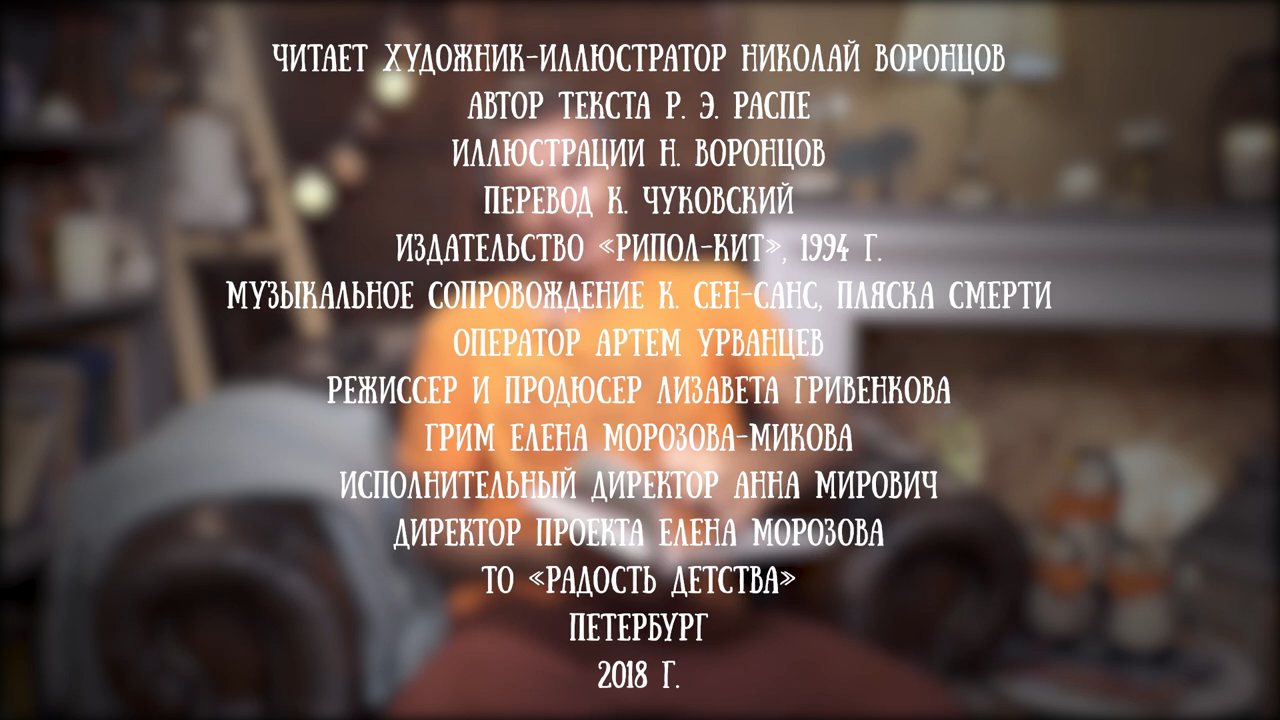 ЧИТАЕТ ХУДОЖНИК-ИЛЛЮСТРАТОР НИКОЛАЙ ВОРОНЦОВ
АВТОР ТЕКСТА Р. Э. РАСПЕ
ИЛЛЮСТРАЦИИ Н. ВОРОНЦОВ
ПЕРЕВОД К. ЧУКОВСКИЙ
ИЗДАТЕЛЬСТВО «РИПОЛ-КИТ», 1994 Г.
МУЗЫКАЛЬНОЕ СОПРОВОЖДЕНИЕ К. СЕН-САНС, ПЛЯСКА СМЕРТИ
ОПЕРАТОР АРТЕМ УРВАНЦЕВ
РЕЖИССЕР И ПРОДЮСЕР ЛИЗАВЕТА ГРИВЕНКОВА
ГРИМ ЕЛЕНА МОРОЗОВА-МИКОВА
ИСПОЛНИТЕЛЬНЫЙ ДИРЕКТОР АННА МИРОВИЧ
ДИРЕКТОР ПРОЕКТА ЕЛЕНА МОРОЗОВА
ТО «РАДОСТЬ ДЕТСТВА»
ПЕТЕРБУРГ
2018 Г.